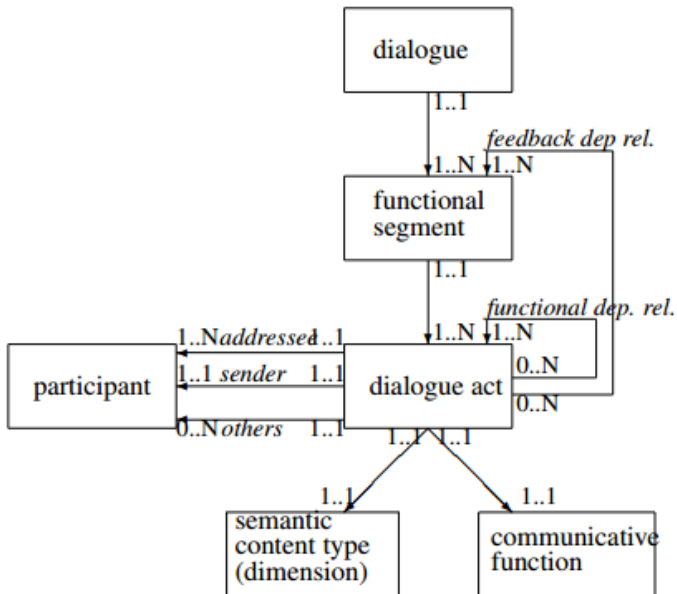 dialogue
1..1
feedback dep rel.
1..N 1..N
functional
segment
1..1
functional dep. rel.
1..N addressee 1..1
1..N 1..N
participant
1..1 sender 1..1
dialogue act
0..N
0..N
0..N others 1..1
1..1 1..1
1..1
1..1
semantic
content type
(dimension)
communicative
function